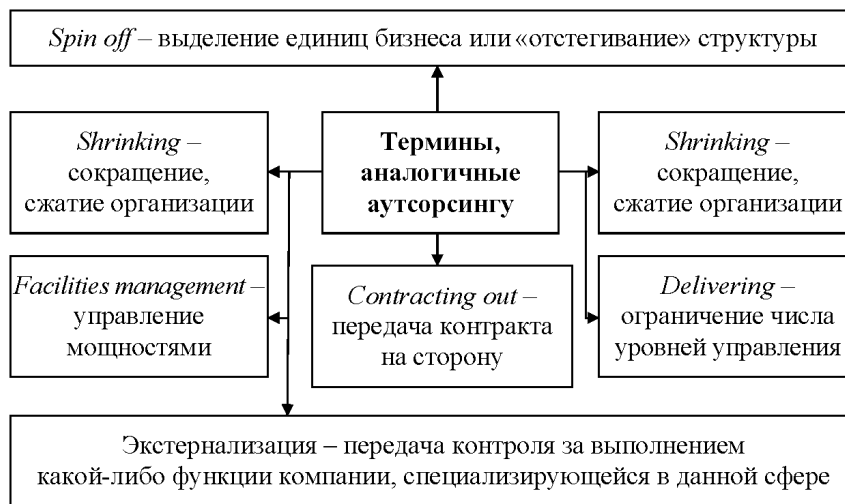 Spin off – выделение единиц бизнеса или «отстегивание» структуры
Shrinking –
сокращение,
сжатие организации
Термины,
аналогичные
аутсорсингу
Shrinking –
сокращение,
сжатие организации
Facilities management –
управление
мощностями
Contracting out –
передача контракта
на сторону
Delivering –
ограничение числа
уровней управления
Экстернализация – передача контроля за выполнением
какой-либо функции компании, специализирующейся в данной сфере